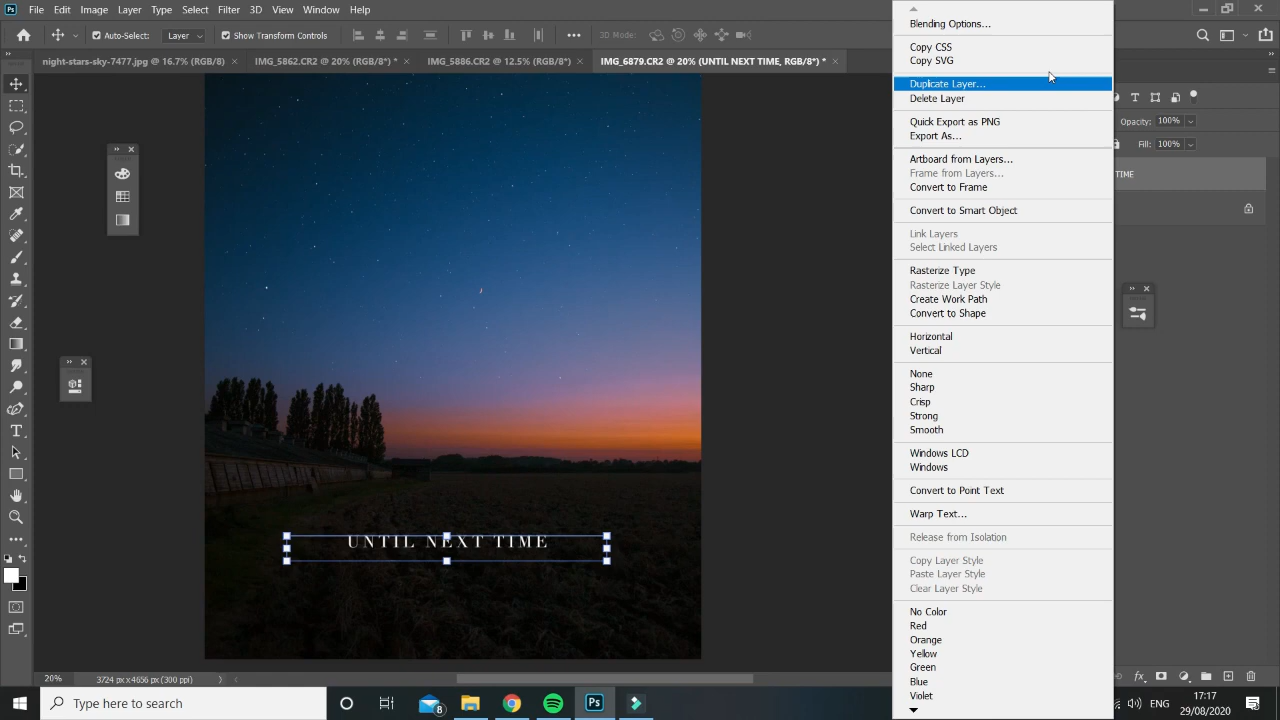 Ps File Edit Image Layer Type Select Filter 3D View Window Help
Auto-Select: Layer Show Transform Controls 3D Mode:
night-stars-sky-7477.jpg @ 16.7% (RGB/8) × IMG_5862.CR2 @ 20% (RGB/8*) * × IMG_5886.CR2 @ 12.5% (RGB/8*) * × IMG_6879.CR2 @ 20% (UNTIL NEXT TIME, RGB/8*) * ×
Blending Options...
Copy CSS
Copy SVG
Duplicate Layer...
Delete Layer
Quick Export as PNG
Export As...
Artboard from Layers...
Frame from Layers...
Convert to Frame
Convert to Smart Object
Link Layers
Select Linked Layers
Rasterize Type
Rasterize Layer Style
Create Work Path
Convert to Shape
Horizontal
Vertical
None
Sharp
Crisp
Strong
Smooth
Windows LCD
Windows
Convert to Point Text
Warp Text...
Release from Isolation
Copy Layer Style
Paste Layer Style
Clear Layer Style
No Color
Red
Orange
Yellow
Green
Blue
Violet
Opacity: 100%
Fill: 100%
TIME
UNTIL NEXT TIME
20% 3724 px x 4656 px (300 ppi)
Type here to search
8
Ps
17:17
29/08/2020
2